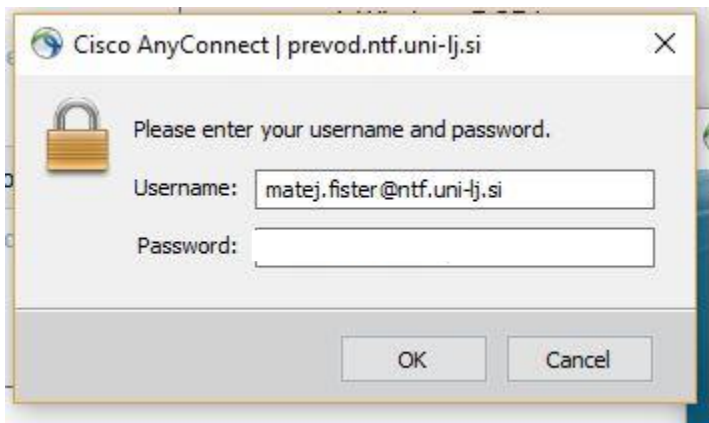 Cisco AnyConnect | prevod.ntf.uni-lj.si
Please enter your username and password.
Username: matej.fister@ntf.uni-lj.si
Password:
OK Cancel